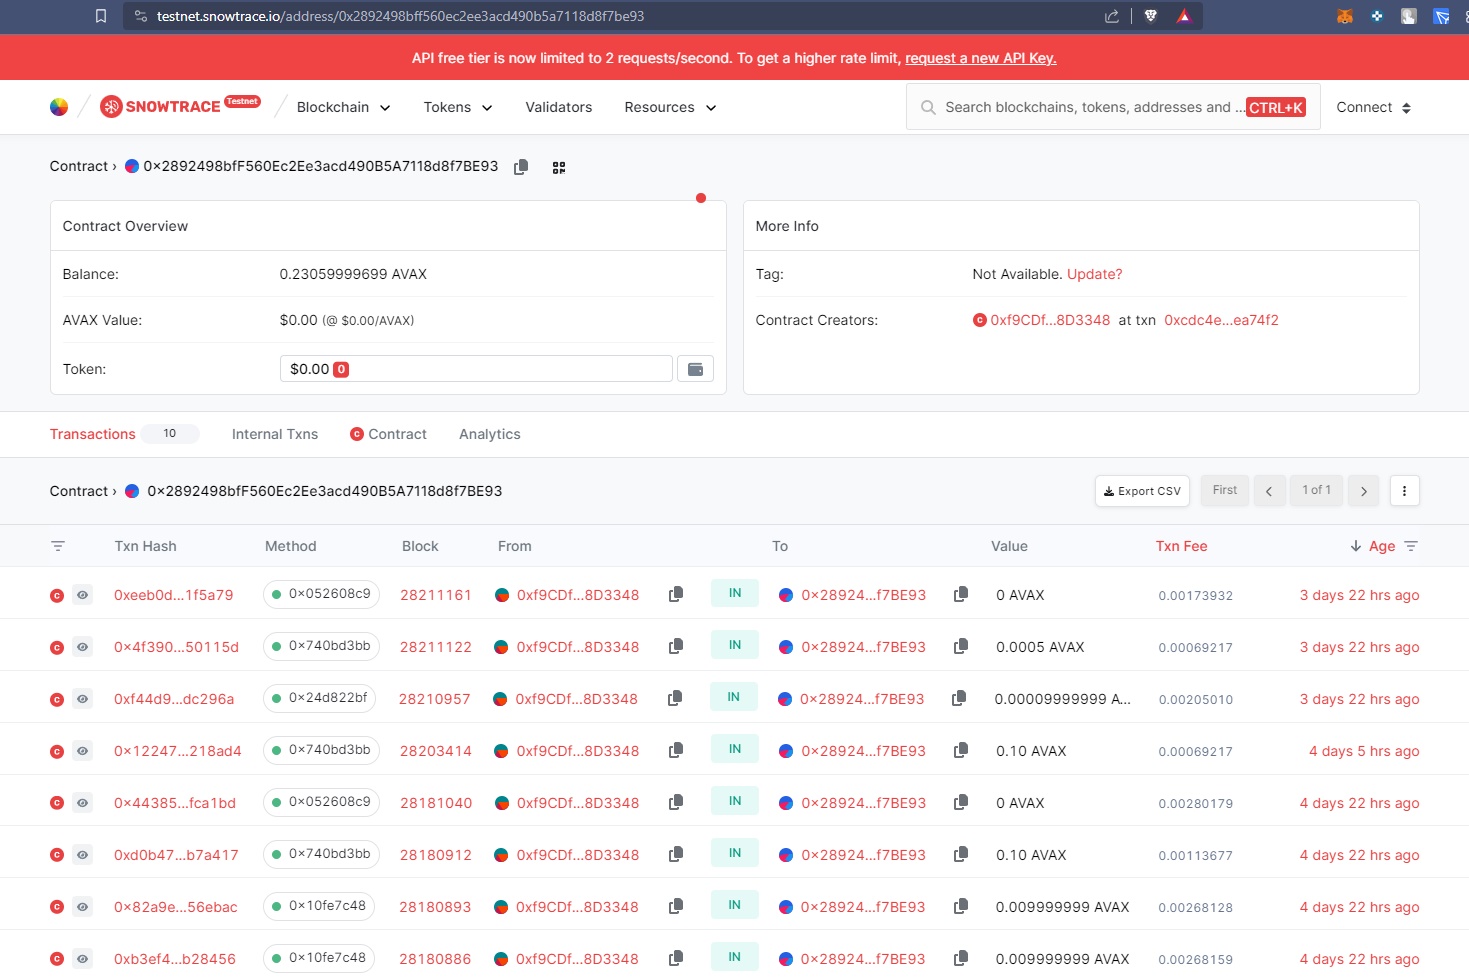 testnet.snowtrace.io/address/0x2892498bff560ec2ee3acd490b5a7118d8f7be93
API free tier is now limited to 2 requests/second. To get a higher rate limit, request a new API Key.
SNOWTRACE Testnet Blockchain Tokens Validators Resources Search blockchains, tokens, addresses and ... CTRL+K Connect
Contract › 0x2892498bfF560Ec2Ee3acd490B5A7118d8f7BE93
Contract Overview
Balance: 0.23059999699 AVAX
AVAX Value: $0.00 (@ $0.00/AVAX)
Token: $0.00 0
More Info
Tag: Not Available. Update?
Contract Creators: C 0xf9CDf...8D3348 at txn 0xcdc4e...ea74f2
Transactions 10 Internal Txns C Contract Analytics
Contract › 0x2892498bfF560Ec2Ee3acd490B5A7118d8f7BE93 Export CSV First 1 of 1
Txn Hash Method Block From To Value Txn Fee Age
C 0xeeb0d...1f5a79 0x052608c9 28211161 0xf9CDf...8D3348 IN 0x28924...f7BE93 0 AVAX 0.00173932 3 days 22 hrs ago
C 0x4f390...50115d 0x740bd3bb 28211122 0xf9CDf...8D3348 IN 0x28924...f7BE93 0.0005 AVAX 0.00069217 3 days 22 hrs ago
C 0xf44d9...dc296a 0x24d822bf 28210957 0xf9CDf...8D3348 IN 0x28924...f7BE93 0.00009999999 A... 0.00205010 3 days 22 hrs ago
C 0x12247...218ad4 0x740bd3bb 28203414 0xf9CDf...8D3348 IN 0x28924...f7BE93 0.10 AVAX 0.00069217 4 days 5 hrs ago
C 0x44385...fca1bd 0x052608c9 28181040 0xf9CDf...8D3348 IN 0x28924...f7BE93 0 AVAX 0.00280179 4 days 22 hrs ago
C 0xd0b47...b7a417 0x740bd3bb 28180912 0xf9CDf...8D3348 IN 0x28924...f7BE93 0.10 AVAX 0.00113677 4 days 22 hrs ago
C 0x82a9e...56ebac 0x10fe7c48 28180893 0xf9CDf...8D3348 IN 0x28924...f7BE93 0.009999999 AVAX 0.00268128 4 days 22 hrs ago
C 0xb3ef4...b28456 0x10fe7c48 28180886 0xf9CDf...8D3348 IN 0x28924...f7BE93 0.009999999 AVAX 0.00268159 4 days 22 hrs ago